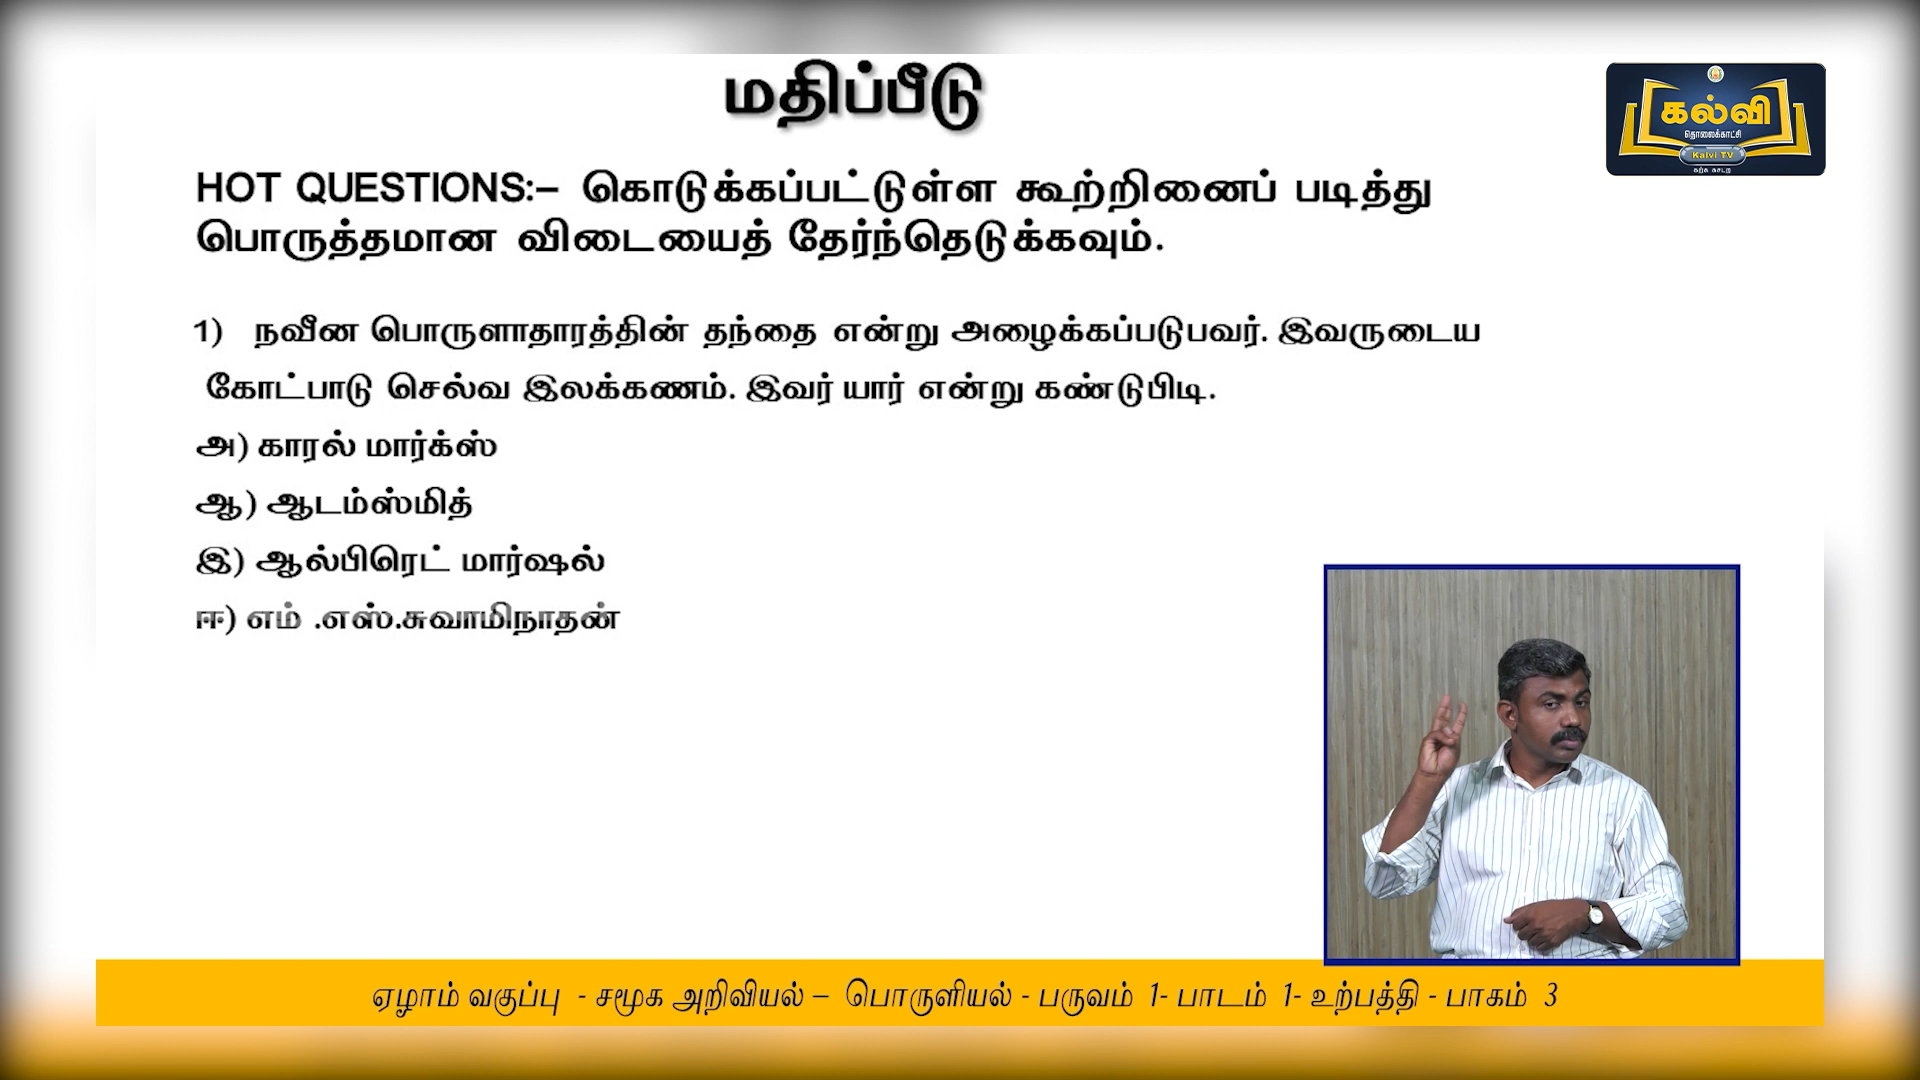 மதிப்பீடு
கல்வி
தொலைக்காட்சி
Kalvi TV
கற்க கசடற
HOT QUESTIONS:– கொடுக்கப்பட்டுள்ள கூற்றினைப் படித்து
பொருத்தமான விடையைத் தேர்ந்தெடுக்கவும்.
1) நவீன பொருளாதாரத்தின் தந்தை என்று அழைக்கப்படுபவர். இவருடைய
கோட்பாடு செல்வ இலக்கணம். இவர் யார் என்று கண்டுபிடி.
அ) காரல் மார்க்ஸ்
ஆ) ஆடம்ஸ்மித்
இ) ஆல்பிரெட் மார்ஷல்
ஈ) எம் .எஸ்.சுவாமிநாதன்
ஏழாம் வகுப்பு - சமூக அறிவியல் – பொருளியல் - பருவம் 1- பாடம் 1- உற்பத்தி - பாகம் 3